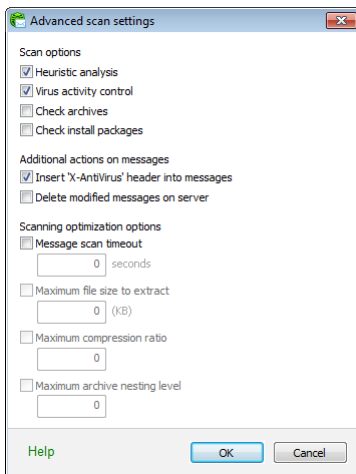 Advanced scan settings
Scan options
Heuristic analysis
Virus activity control
Check archives
Check install packages
Additional actions on messages
Insert 'X-AntiVirus' header into messages
Delete modified messages on server
Scanning optimization options
Message scan timeout
0 seconds
Maximum file size to extract
0 (KB)
Maximum compression ratio
0
Maximum archive nesting level
0
Help OK Cancel